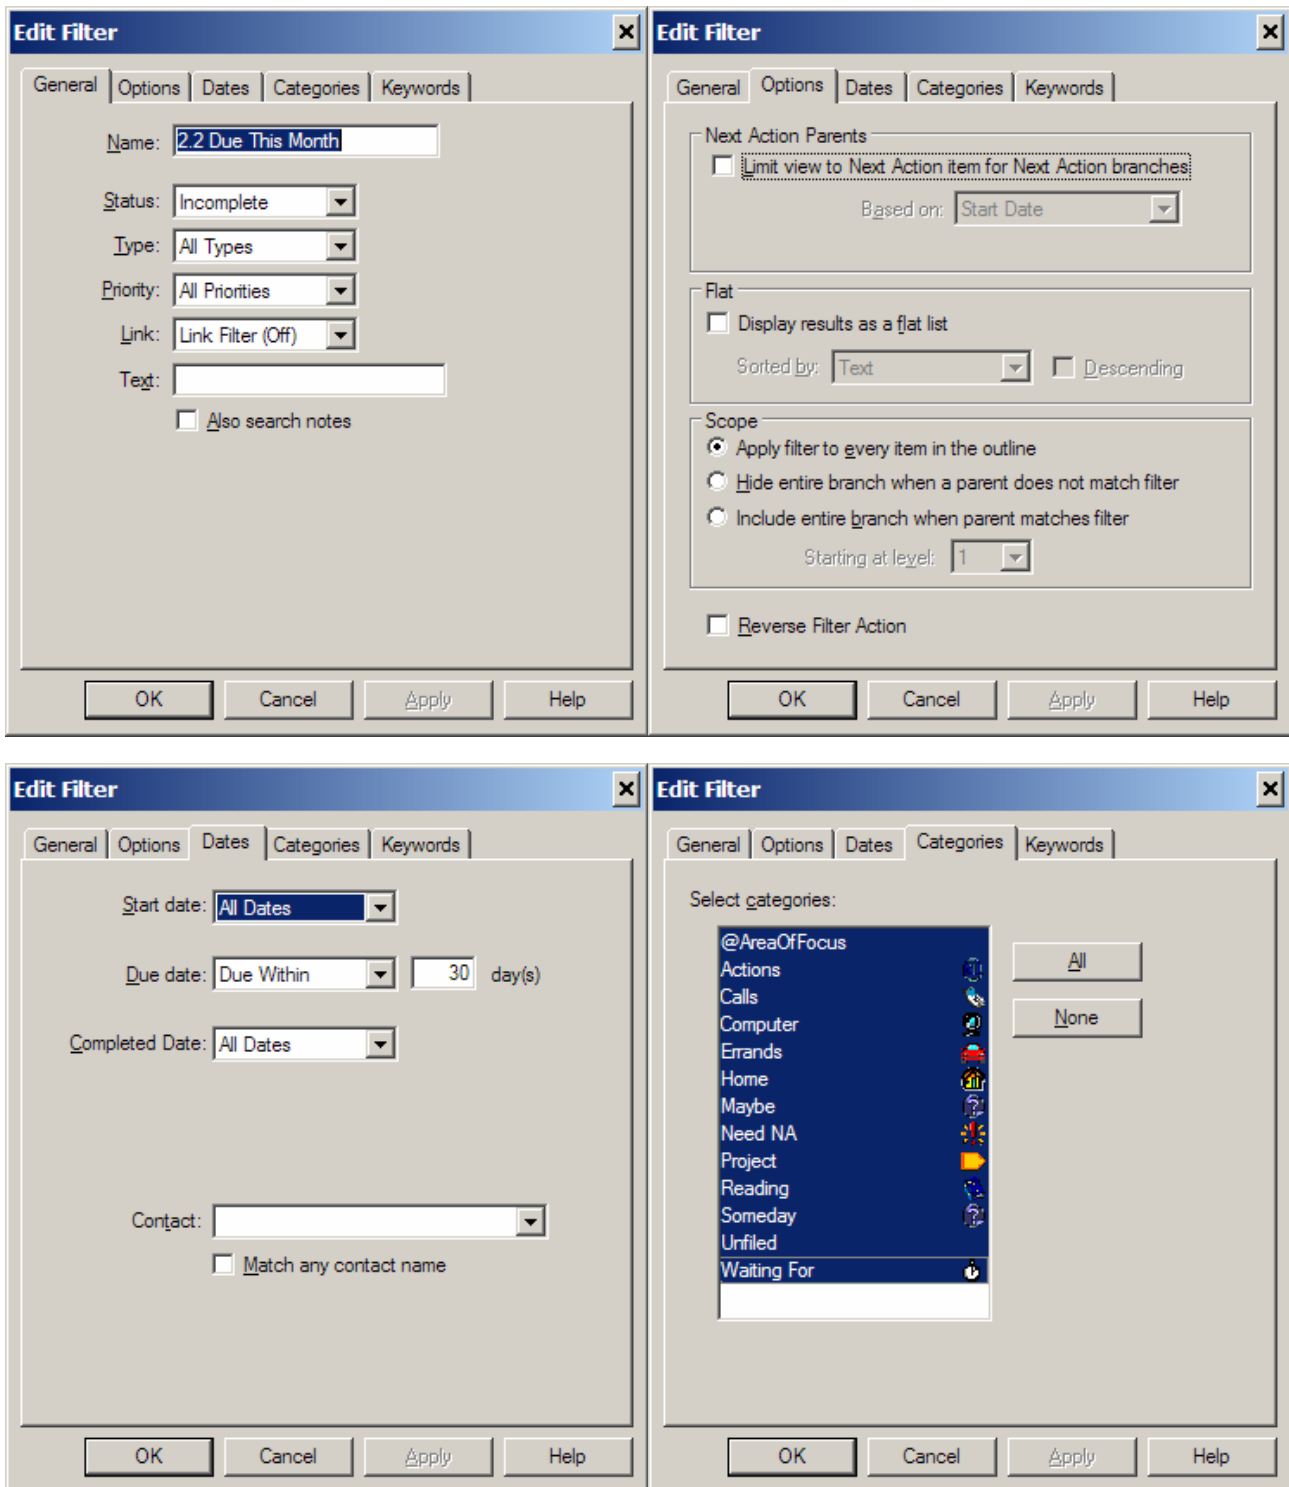 Edit Filter
General Options Dates Categories Keywords
Name: 2.2 Due This Month
Status: Incomplete
Type: All Types
Priority: All Priorities
Link: Link Filter (Off)
Text:
Also search notes
OK Cancel Apply Help
Edit Filter
General Options Dates Categories Keywords
Next Action Parents
Limit view to Next Action item for Next Action branches
Based on: Start Date
Flat
Display results as a flat list
Sorted by: Text Descending
Scope
Apply filter to every item in the outline
Hide entire branch when a parent does not match filter
Include entire branch when parent matches filter
Starting at level: 1
Reverse Filter Action
OK Cancel Apply Help
Edit Filter
General Options Dates Categories Keywords
Start date: All Dates
Due date: Due Within 30 day(s)
Completed Date: All Dates
Contact:
Match any contact name
OK Cancel Apply Help
Edit Filter
General Options Dates Categories Keywords
Select categories:
@AreaOfFocus
Actions
Calls
Computer
Errands
Home
Maybe
Need NA
Project
Reading
Someday
Unfiled
Waiting For
All
None
OK Cancel Apply Help